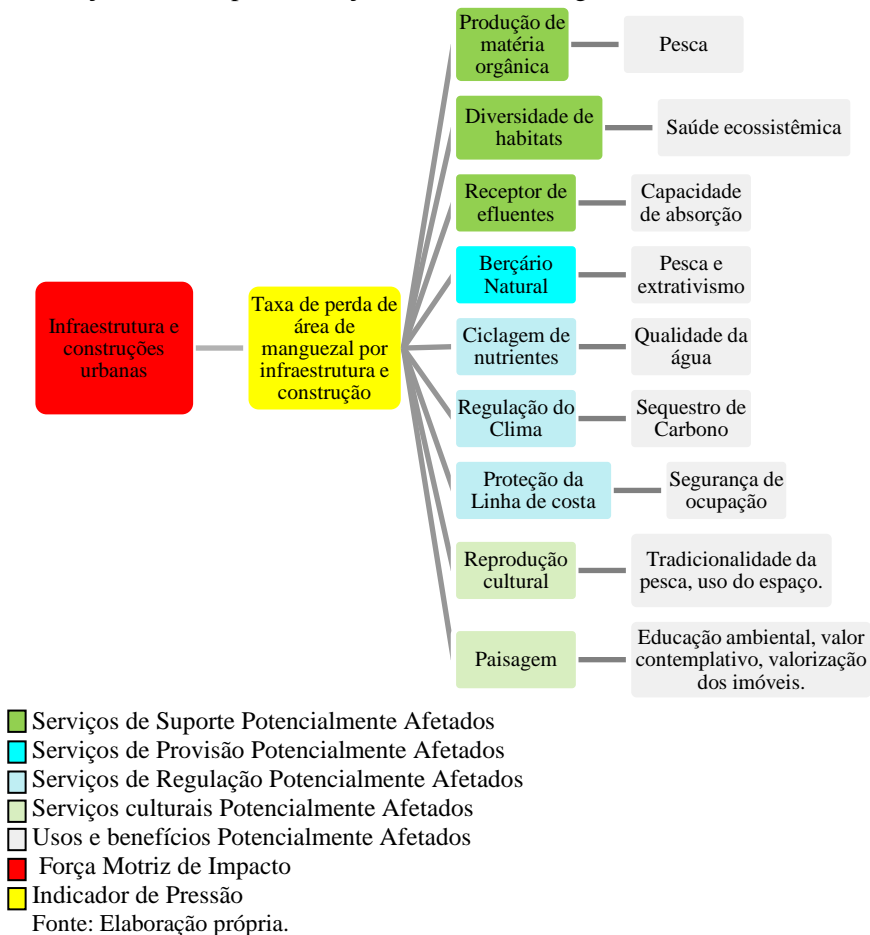 Produção de
matéria
orgânica
Pesca
Diversidade de
habitats
Saúde ecossistêmica
Receptor de
efluentes
Capacidade
de absorção
Berçário
Natural
Pesca e
extrativismo
Infraestrutura e
construções
urbanas
Taxa de perda de
área de
manguezal por
infraestrutura e
construção
Ciclagem de
nutrientes
Qualidade da
água
Regulação do
Clima
Sequestro de
Carbono
Proteção da
Linha de costa
Segurança de
ocupação
Reprodução
cultural
Tradicionalidade da
pesca, uso do espaço.
Paisagem
Educação ambiental, valor
contemplativo, valorização
dos imóveis.
Serviços de Suporte Potencialmente Afetados
Serviços de Provisão Potencialmente Afetados
Serviços de Regulação Potencialmente Afetados
Serviços culturais Potencialmente Afetados
Usos e benefícios Potencialmente Afetados
Força Motriz de Impacto
Indicador de Pressão
Fonte: Elaboração própria.